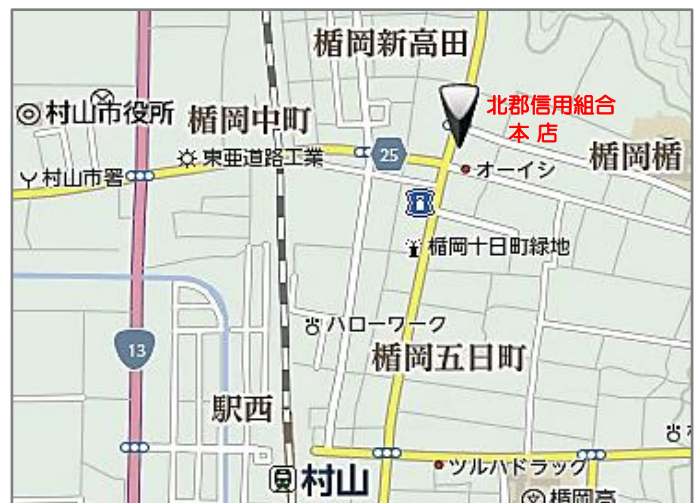 楯岡新高田
北郡信用組合
本店
村山市役所
楯岡中町
25
東亜道路工業
楯岡楯
オーイシ
村山市署
楯岡十日町緑地
ハローワーク
13
楯岡五日町
駅西
村山
ツルハドラッグ
楯岡高